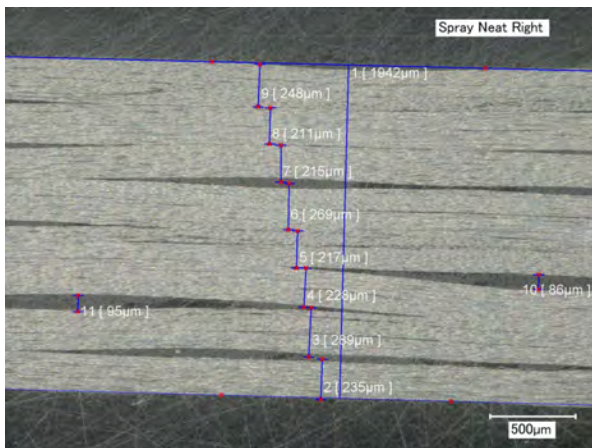 Spray Neat Right
1 [ 1942µm ]
9 [ 248µm ]
8 [ 211µm ]
7 [ 215µm ]
6 [ 269µm ]
5 [ 217µm ]
10 [ 86µm ]
4 [ 228µm ]
11 [ 95µm ]
3 [ 289µm ]
2 [ 235µm ]
500µm